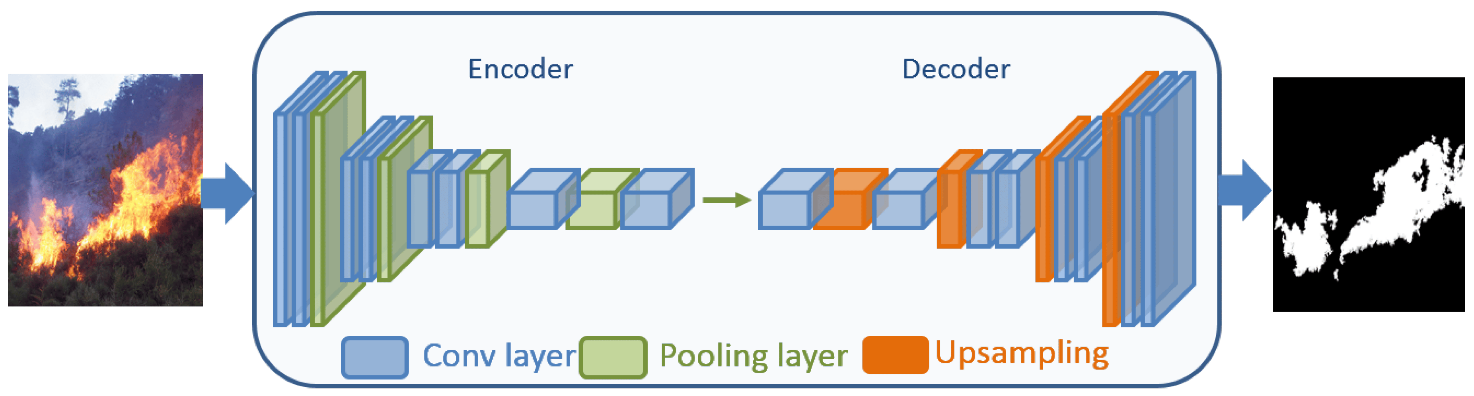 Encoder
Decoder
Conv layer
Pooling layer
Upsampling